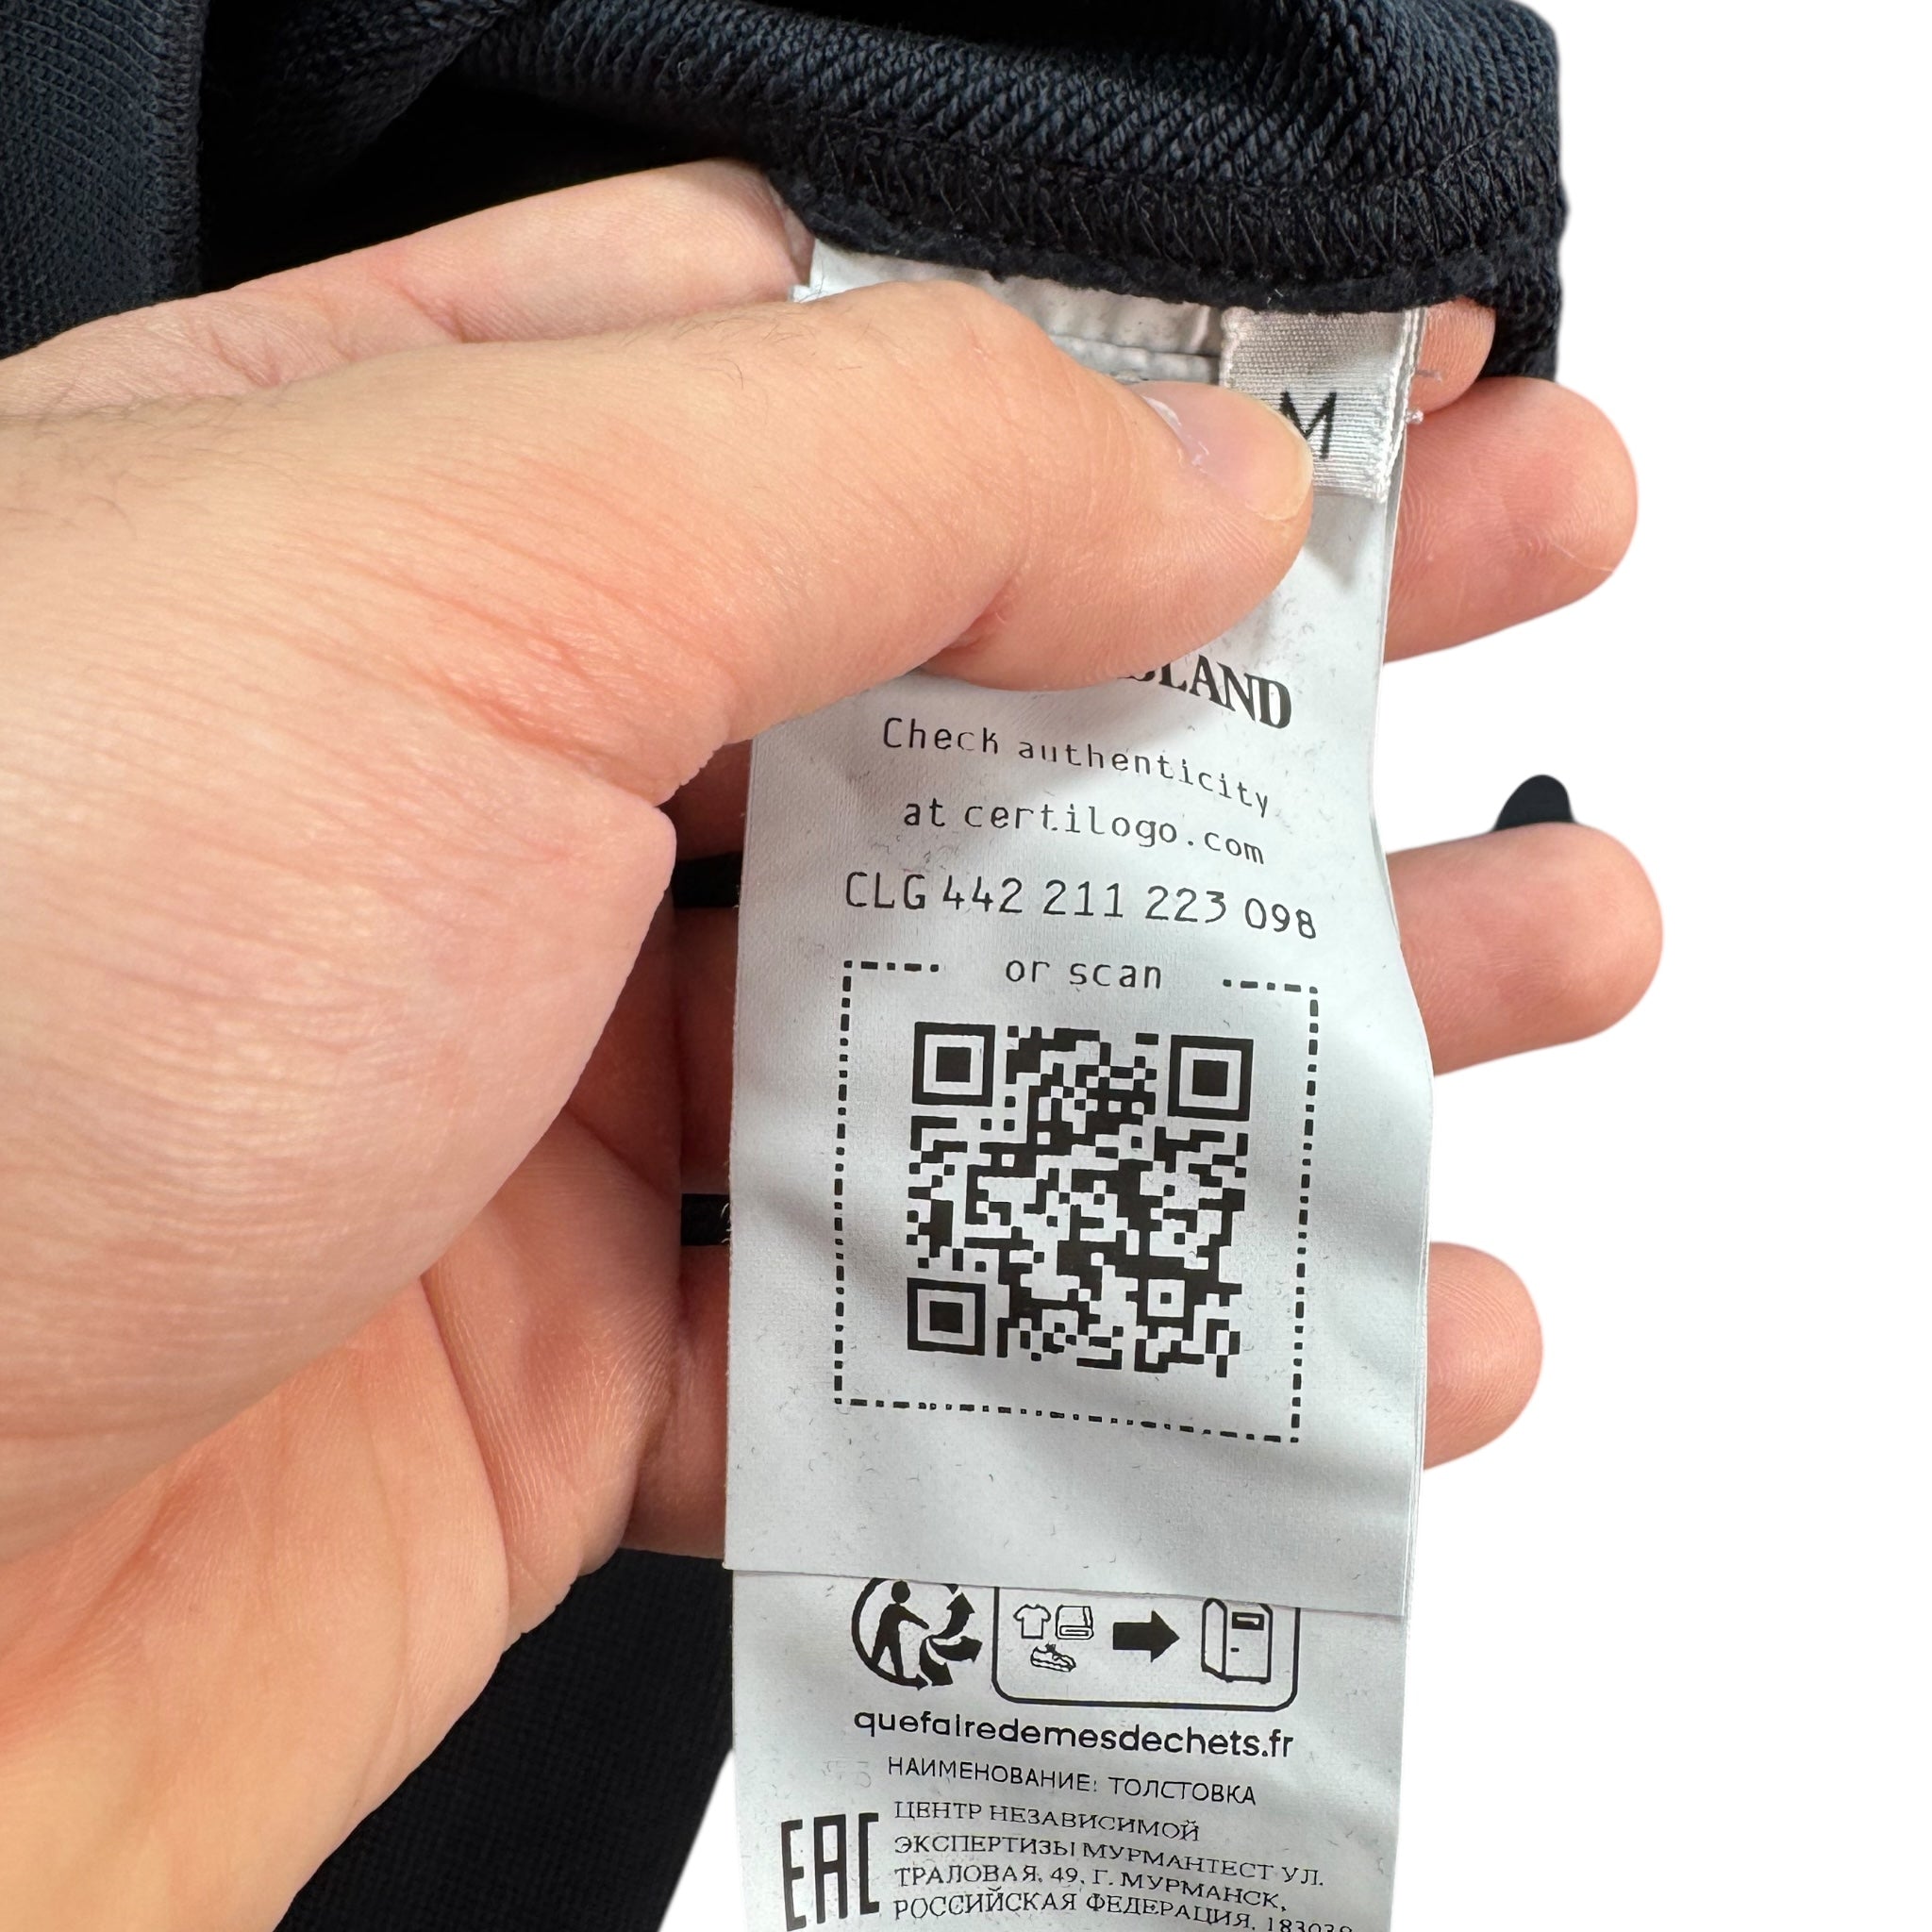 M
Check authenticity
at certilogo.com
CLG 442 211 223 098
or scan
quefairedemesdechets.fr
НАИМЕНОВАНИЕ: ТОЛСТОВКА
EAC
ЦЕНТР НЕЗАВИСИМОЙ
ЭКСПЕРТИЗЫ МУРМАНТЕСТ УЛ.
ТРАЛОВАЯ, 49, Г. МУРМАНСК,
РОССИЙСКАЯ ФЕДЕРАЦИЯ, 183038